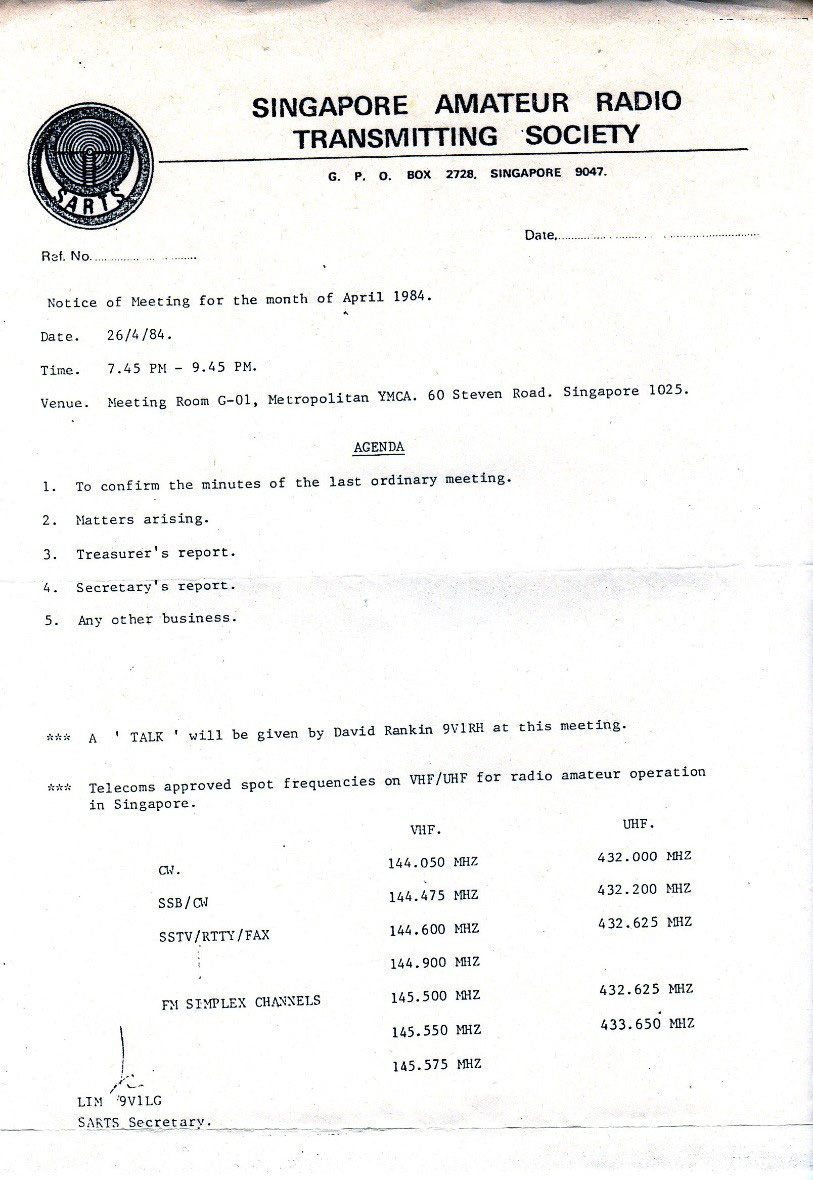 SINGAPORE AMATEUR RADIO
TRANSMITTING SOCIETY
SARTS
G. P. O. BOX 2728, SINGAPORE 9047.
Date
Ref. No.
Notice of Meeting for the month of April 1984.
Date. 26/4/84.
Time. 7.45 PM - 9.45 PM.
Venue. Meeting Room G-01, Metropolitan YMCA. 60 Steven Road. Singapore 1025.
AGENDA
1. To confirm the minutes of the last ordinary meeting.
2. Matters arising.
3. Treasurer's report.
4. Secretary's report.
5. Any other business.
*** A ' TALK ' will be given by David Rankin 9V1RH at this meeting.
*** Telecoms approved spot frequencies on VHF/UHF for radio amateur operation
in Singapore.
VHF. UHF.
CW. 144.050 MHZ 432.000 MHZ
SSB/CW 144.475 MHZ 432.200 MHZ
SSTV/RTTY/FAX 144.600 MHZ 432.625 MHZ
144.900 MHZ
FM SIMPLEX CHANNELS 145.500 MHZ 432.625 MHZ
145.550 MHZ 433.650 MHZ
145.575 MHZ
LIM 9V1LG
SARTS Secretary.